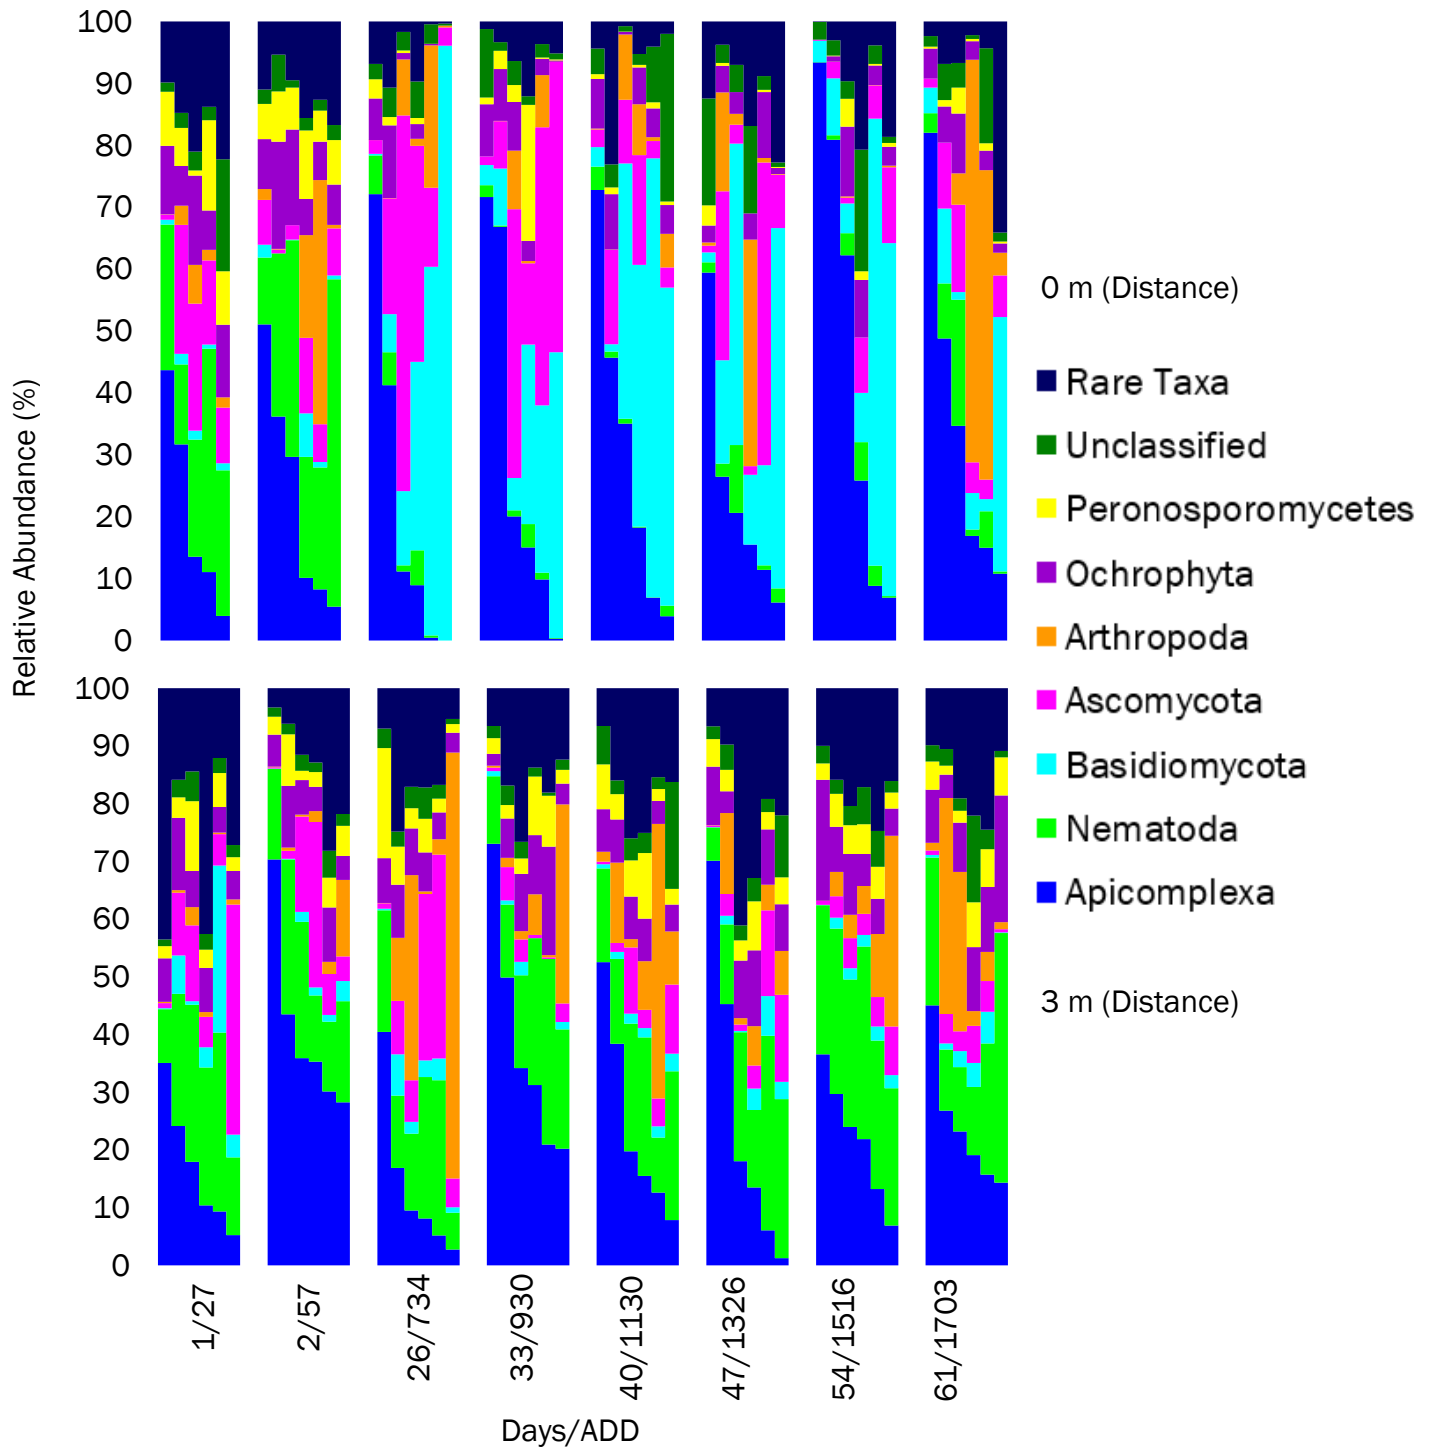 Relative Abundance (%)
100
90
80
70
60
50
40
30
20
10
0
0 m (Distance)
Rare Taxa
Unclassified
Peronosporomycetes
Ochrophyta
Arthropoda
Ascomycota
Basidiomycota
Nematoda
Apicomplexa
3 m (Distance)
100
90
80
70
60
50
40
30
20
10
0
1/27
2/57
26/734
33/930
40/1130
47/1326
54/1516
61/1703
Days/ADD